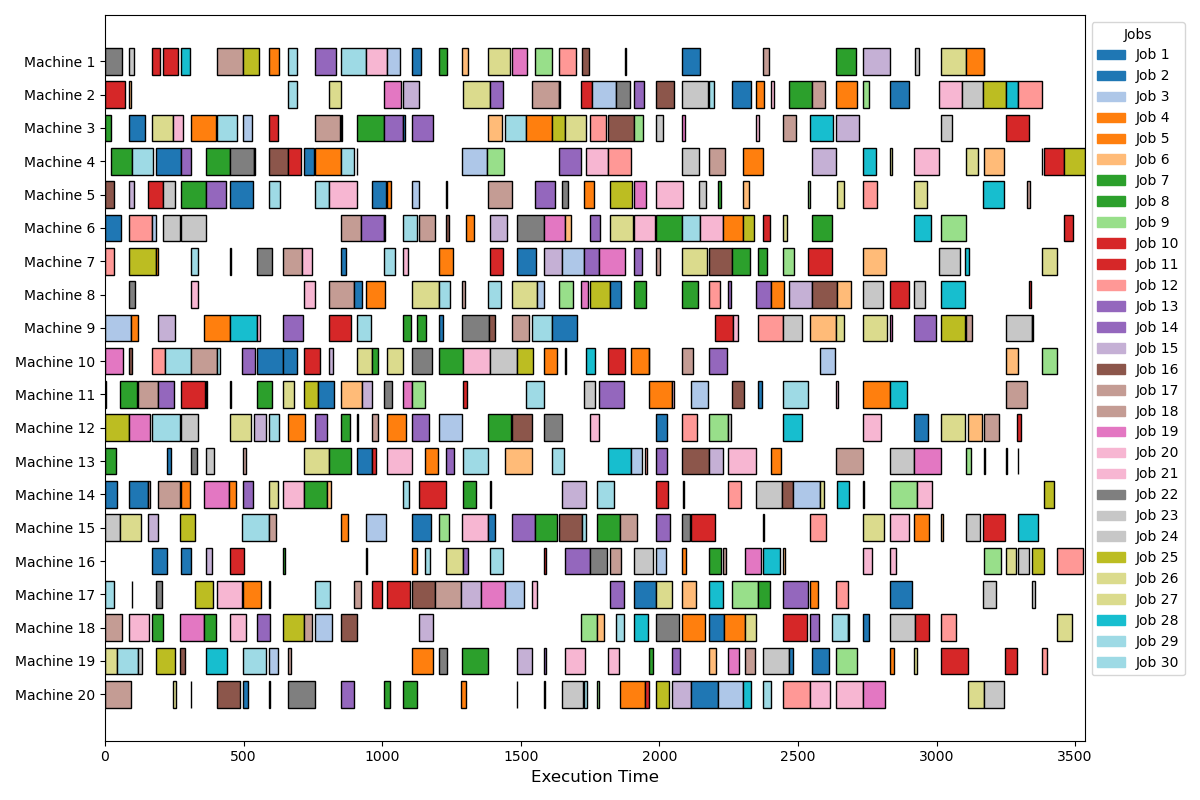 Machine 1
Machine 2
Machine 3
Machine 4
Machine 5
Machine 6
Machine 7
Machine 8
Machine 9
Machine 10
Machine 11
Machine 12
Machine 13
Machine 14
Machine 15
Machine 16
Machine 17
Machine 18
Machine 19
Machine 20
0 500 1000 1500 2000 2500 3000 3500
Execution Time
Jobs
Job 1
Job 2
Job 3
Job 4
Job 5
Job 6
Job 7
Job 8
Job 9
Job 10
Job 11
Job 12
Job 13
Job 14
Job 15
Job 16
Job 17
Job 18
Job 19
Job 20
Job 21
Job 22
Job 23
Job 24
Job 25
Job 26
Job 27
Job 28
Job 29
Job 30